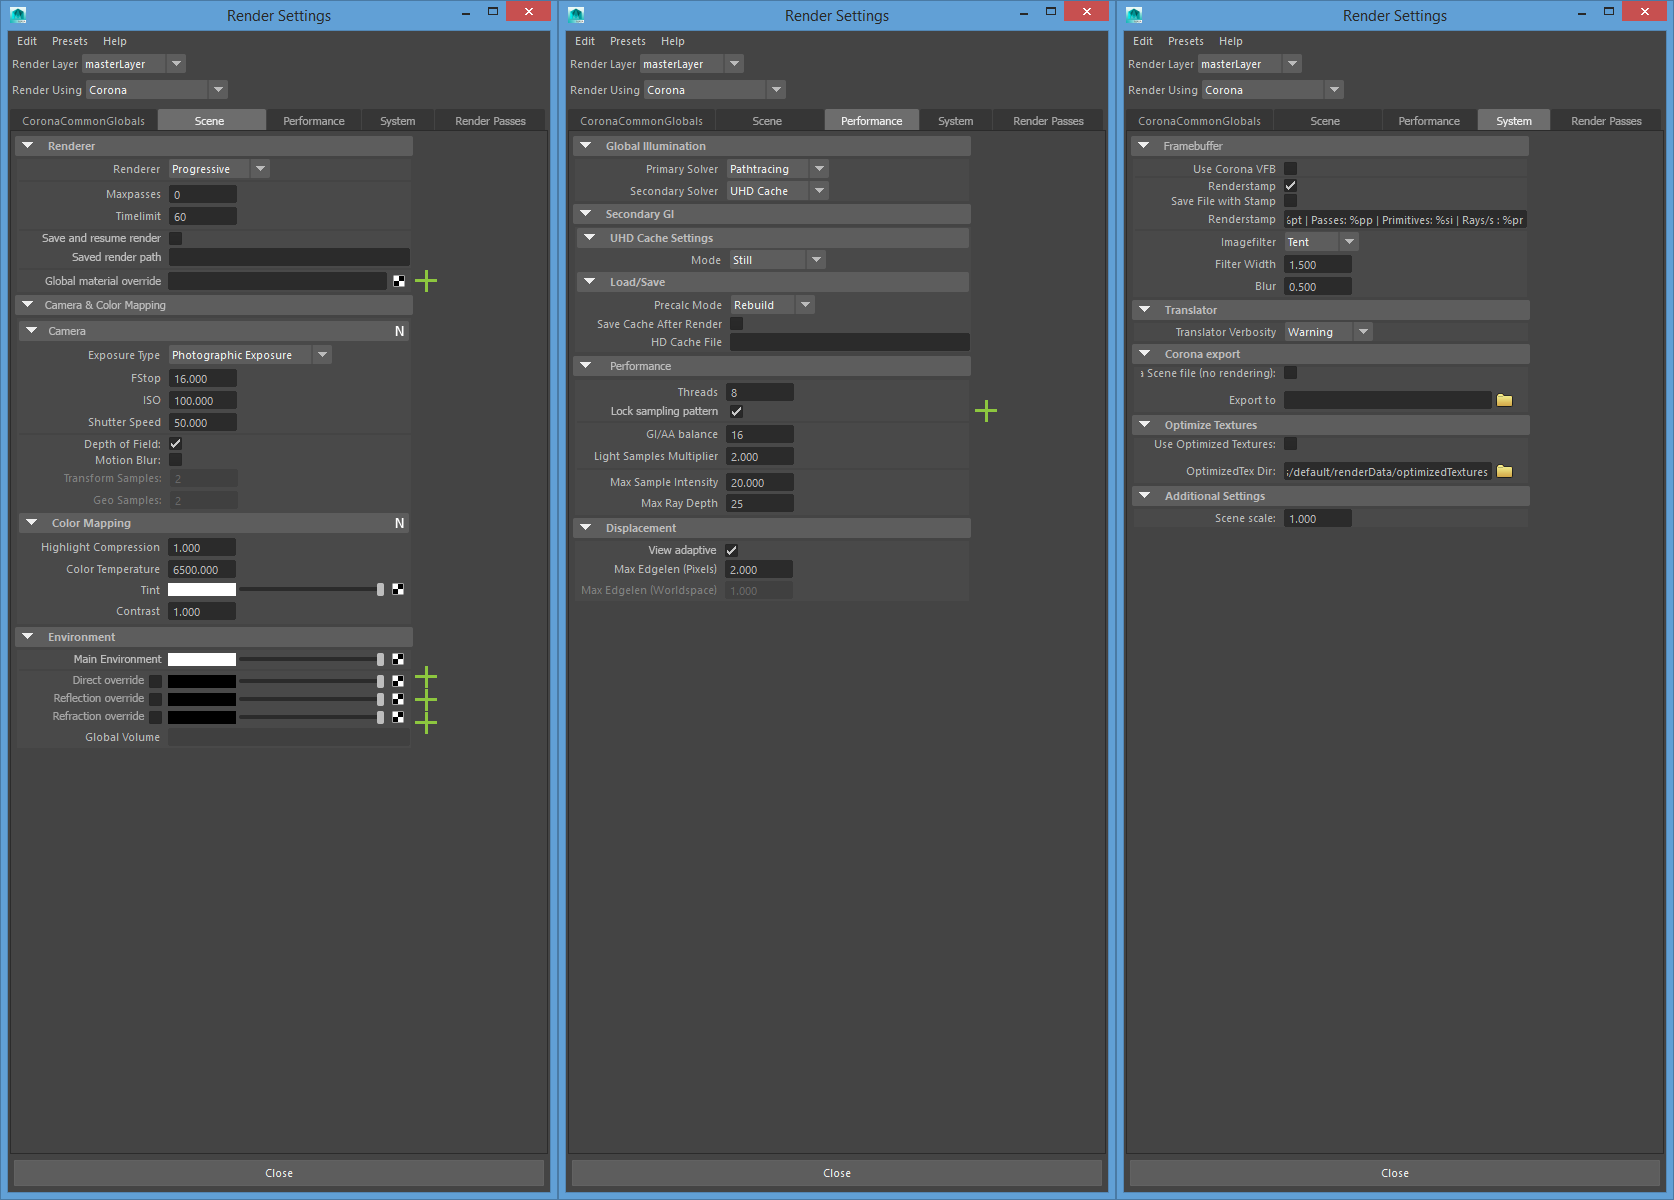 Render Settings
Edit Presets Help
Render Layer masterLayer
Render Using Corona
CoronaCommonGlobals Scene Performance System Render Passes
Renderer
Renderer Progressive
Maxpasses 0
Timelimit 60
Save and resume render
Saved render path
Global material override
Camera & Color Mapping
Camera N
Exposure Type Photographic Exposure
FStop 16.000
ISO 100.000
Shutter Speed 50.000
Depth of Field:
Motion Blur:
Transform Samples: 2
Geo Samples: 2
Color Mapping N
Highlight Compression 1.000
Color Temperature 6500.000
Tint
Contrast 1.000
Environment
Main Environment
Direct override
Reflection override
Refraction override
Global Volume
Close
Render Settings
Edit Presets Help
Render Layer masterLayer
Render Using Corona
CoronaCommonGlobals Scene Performance System Render Passes
Global Illumination
Primary Solver Pathtracing
Secondary Solver UHD Cache
Secondary GI
UHD Cache Settings
Mode Still
Load/Save
Precalc Mode Rebuild
Save Cache After Render
HD Cache File
Performance
Threads 8
Lock sampling pattern
GI/AA balance 16
Light Samples Multiplier 2.000
Max Sample Intensity 20.000
Max Ray Depth 25
Displacement
View adaptive
Max Edgelen (Pixels) 2.000
Max Edgelen (Worldspace) 1.000
Close
Render Settings
Edit Presets Help
Render Layer masterLayer
Render Using Corona
CoronaCommonGlobals Scene Performance System Render Passes
Framebuffer
Use Corona VFB
Renderstamp
Save File with Stamp
Renderstamp %pt | Passes: %pp | Primitives: %si | Rays/s : %pr
Imagefilter Tent
Filter Width 1.500
Blur 0.500
Translator
Translator Verbosity Warning
Corona export
a Scene file (no rendering):
Export to
Optimize Textures
Use Optimized Textures:
OptimizedTex Dir: s/default/renderData/optimizedTextures
Additional Settings
Scene scale: 1.000
Close